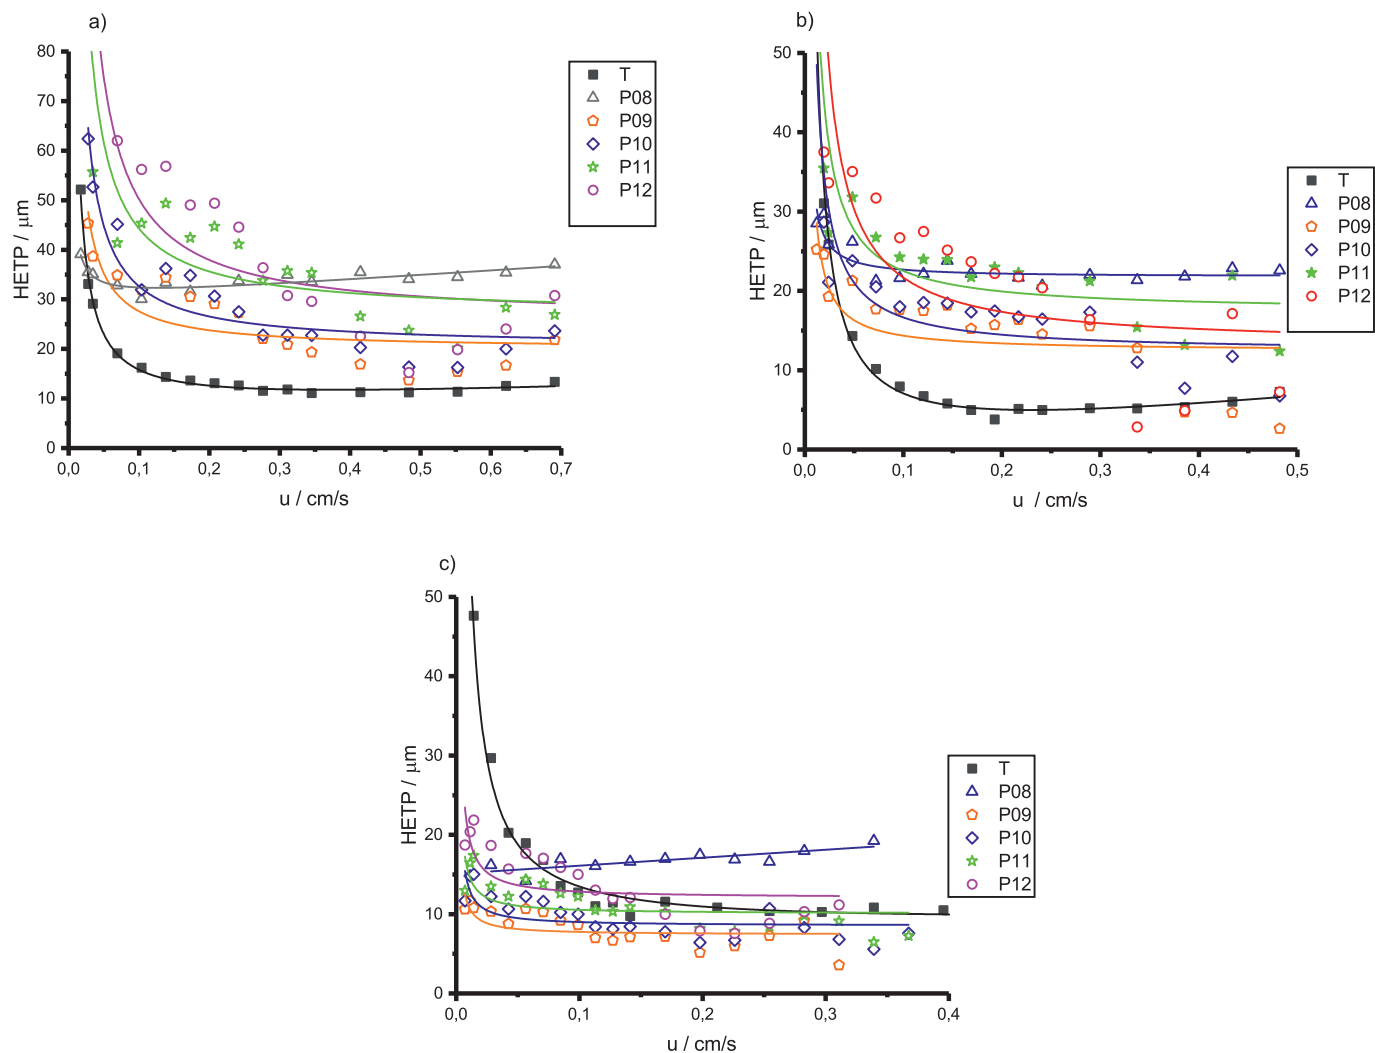 a)
80
70
60
50
40
30
20
10
0
HETP / μm
0,0 0,1 0,2 0,3 0,4 0,5 0,6 0,7
u / cm/s
T
P08
P09
P10
P11
P12
b)
50
40
30
20
10
0
HETP / μm
0,0 0,1 0,2 0,3 0,4 0,5
u / cm/s
T
P08
P09
P10
P11
P12
c)
50
40
30
20
10
0
HETP / μm
0,0 0,1 0,2 0,3 0,4
u / cm/s
T
P08
P09
P10
P11
P12